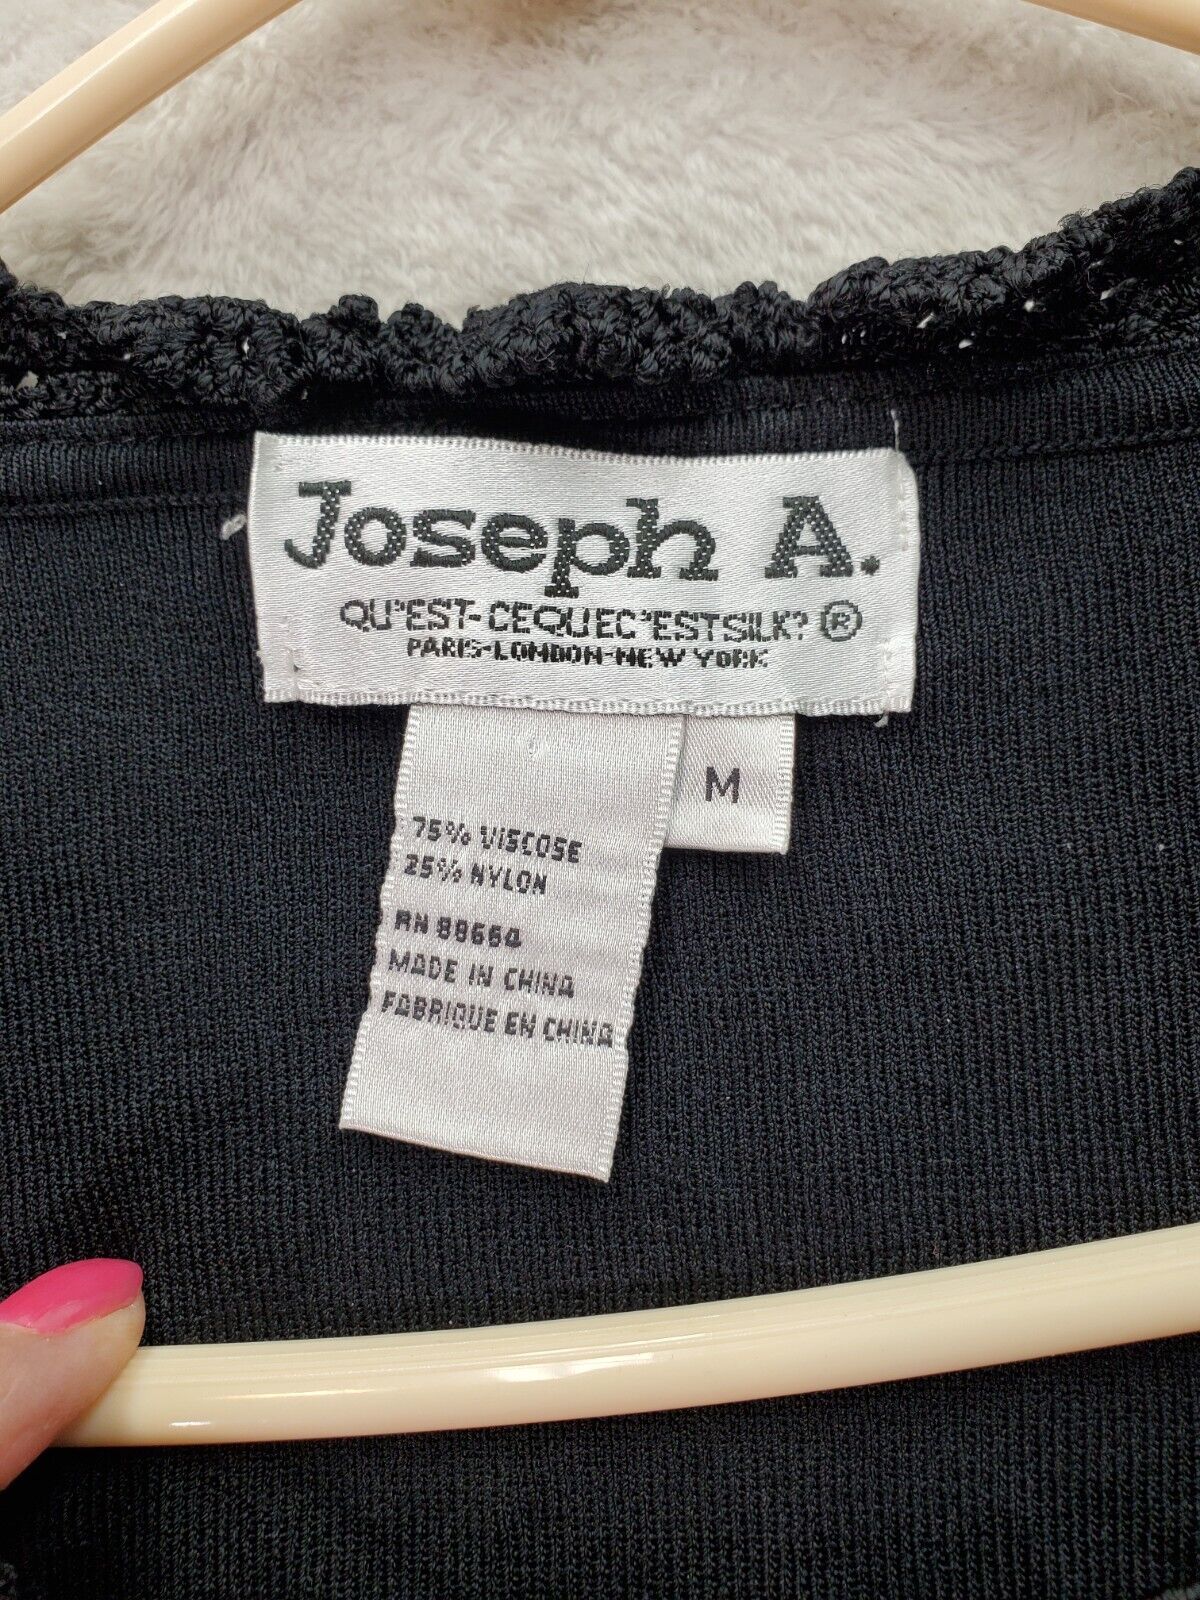 Joseph A.
QU'EST-CEQUEC'ESTSILK? ®
PARIS-LONDON-NEW YORK
M
75% VISCOSE
25% NYLON
RN 88664
MADE IN CHINA
FABRIQUE EN CHINA